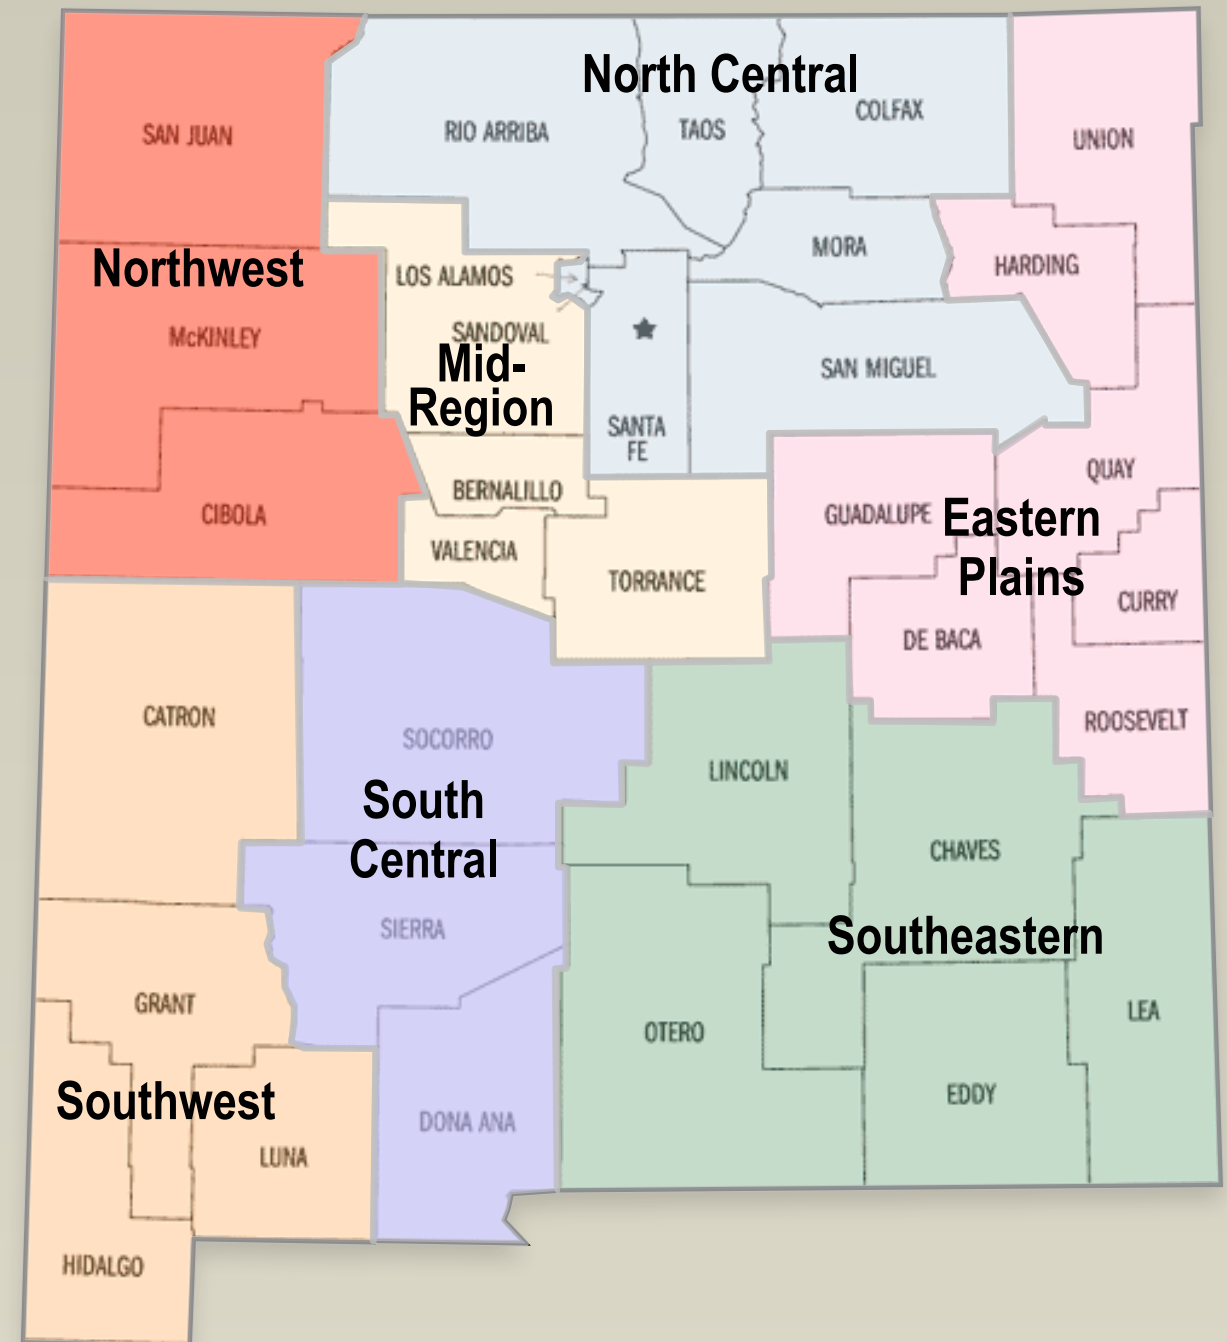 North Central
COLFAX
RIO ARRIBA
TAOS
SAN JUAN
UNION
MORA
HARDING
Northwest
LOS ALAMOS
SANDOVAL
McKINLEY
Mid-
Region
SAN MIGUEL
SANTA
FE
QUAY
BERNALILLO
CIBOLA
GUADALUPE
Eastern
Plains
VALENCIA
TORRANCE
CURRY
DE BACA
CATRON
SOCORRO
ROOSEVELT
LINCOLN
South
Central
CHAVES
SIERRA
Southeastern
GRANT
OTERO
LEA
Southwest
EDDY
DONA ANA
LUNA
HIDALGO